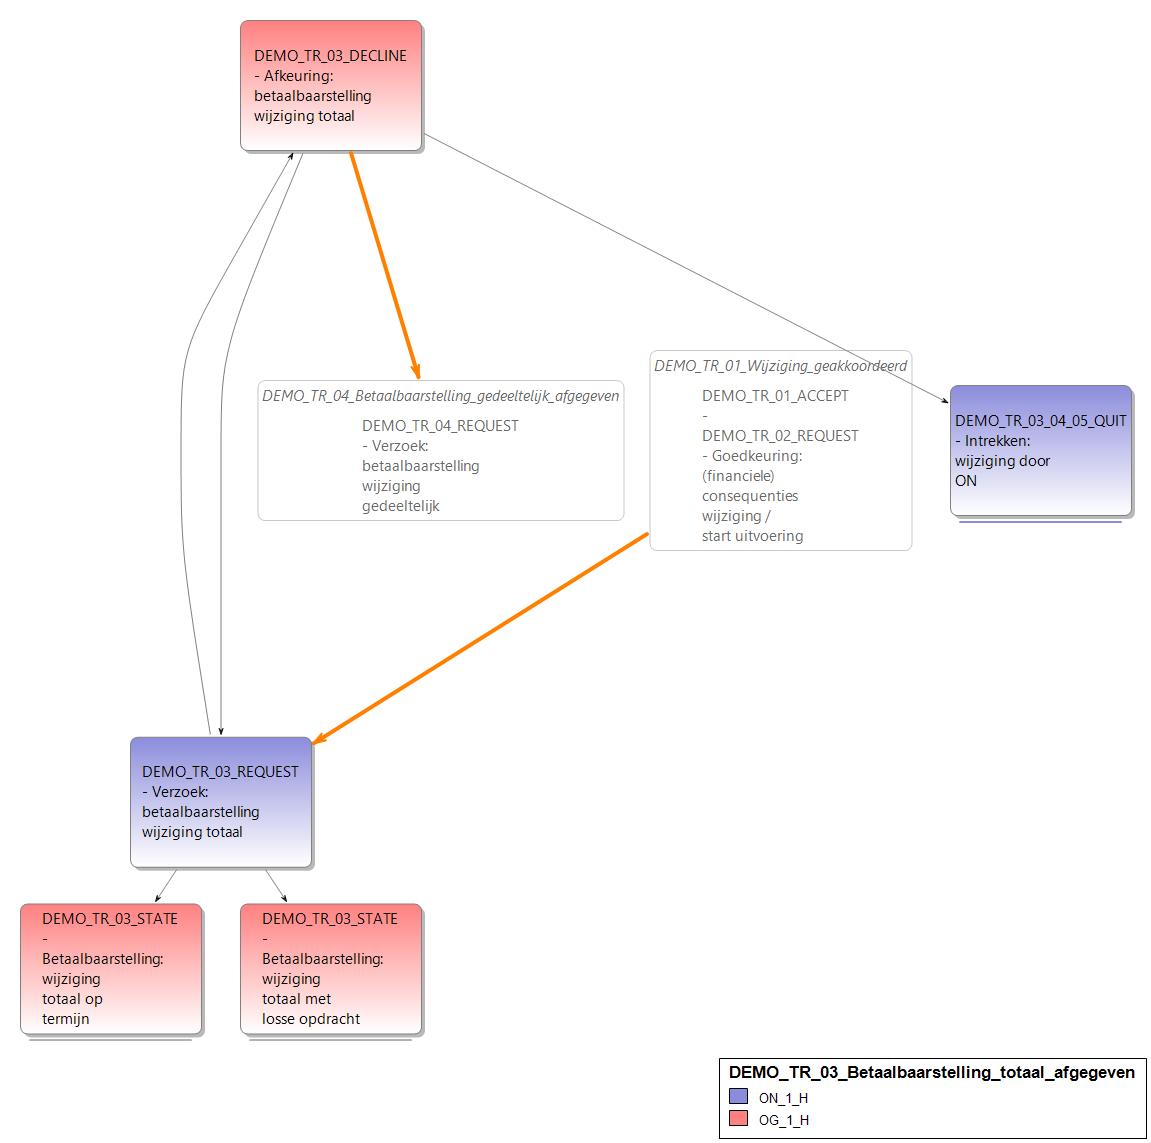 DEMO_TR_03_DECLINE
- Afkeuring:
betaalbaarstelling
wijziging totaal
DEMO_TR_04_Betaalbaarstelling_gedeeltelijk_afgegeven
DEMO_TR_04_REQUEST
- Verzoek:
betaalbaarstelling
wijziging
gedeeltelijk
DEMO_TR_01_Wijziging_geakkoordeerd
DEMO_TR_01_ACCEPT
-
DEMO_TR_02_REQUEST
- Goedkeuring:
(financiele)
consequenties
wijziging /
start uitvoering
DEMO_TR_03_04_05_QUIT
- Intrekken:
wijziging door
ON
DEMO_TR_03_REQUEST
- Verzoek:
betaalbaarstelling
wijziging totaal
DEMO_TR_03_STATE
-
Betaalbaarstelling:
wijziging
totaal op
termijn
DEMO_TR_03_STATE
-
Betaalbaarstelling:
wijziging
totaal met
losse opdracht
DEMO_TR_03_Betaalbaarstelling_totaal_afgegeven
ON_1_H
OG_1_H